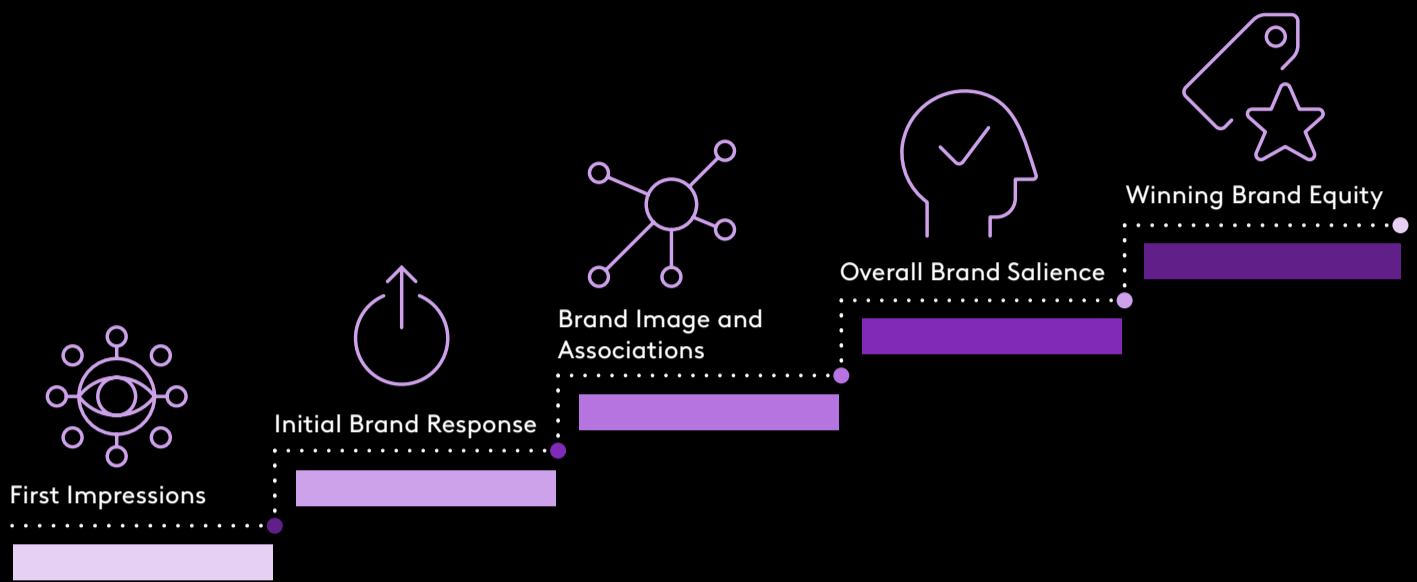 First Impressions
Initial Brand Response
Brand Image and
Associations
Overall Brand Salience
Winning Brand Equity